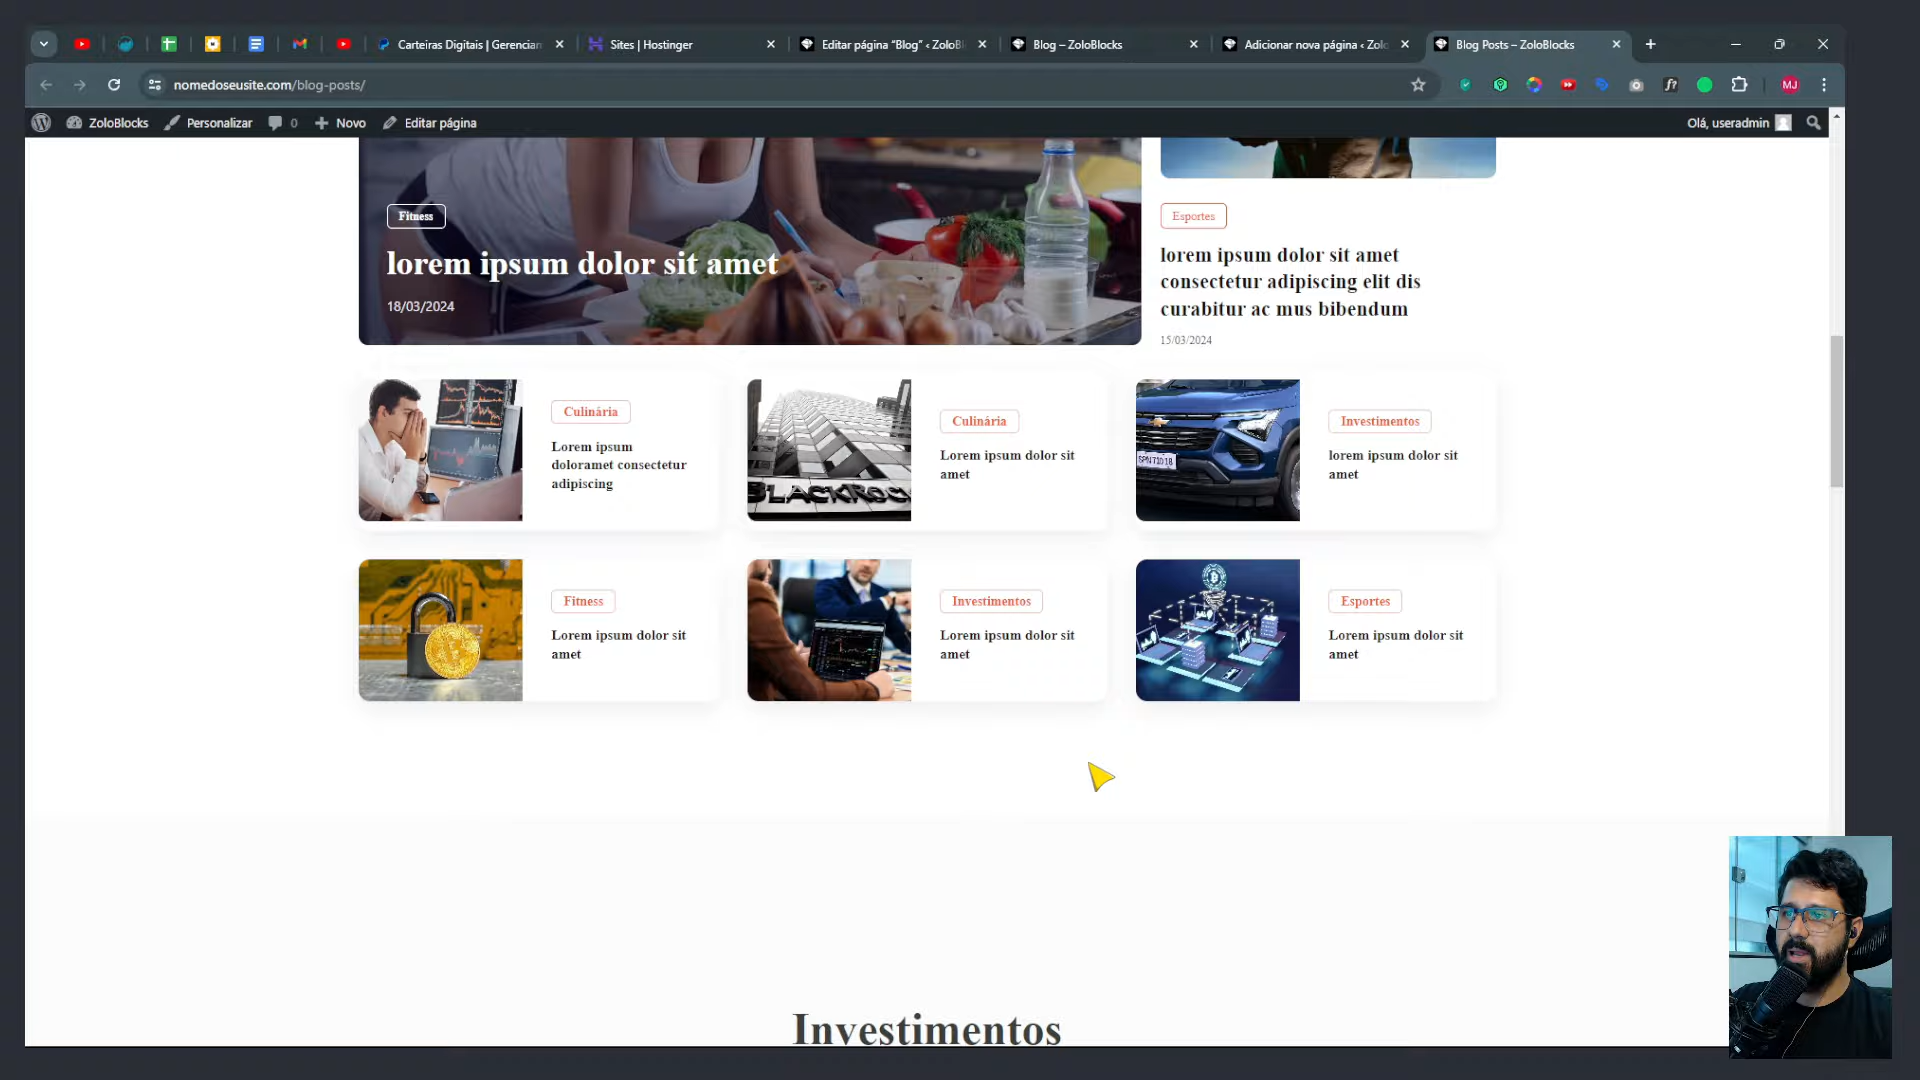 Carteiras Digitais | Gerencian
Sites | Hostinger
Editar página “Blog” ‹ ZoloBl
Blog – ZoloBlocks
Adicionar nova página ‹ Zolo
Blog Posts – ZoloBlocks
nomedoseusite.com/blog-posts/
f?
MJ
ZoloBlocks
Personalizar
0
Novo
Editar página
Olá, useradmin
Fitness
lorem ipsum dolor sit amet
18/03/2024
Esportes
lorem ipsum dolor sit amet
consectetur adipiscing elit dis
curabitur ac mus bibendum
15/03/2024
Culinária
Lorem ipsum
doloramet consectetur
adipiscing
BLACKROC
Culinária
Lorem ipsum dolor sit
amet
Investimentos
lorem ipsum dolor sit
amet
Fitness
Lorem ipsum dolor sit
amet
Investimentos
Lorem ipsum dolor sit
amet
Esportes
Lorem ipsum dolor sit
amet
Investimentos